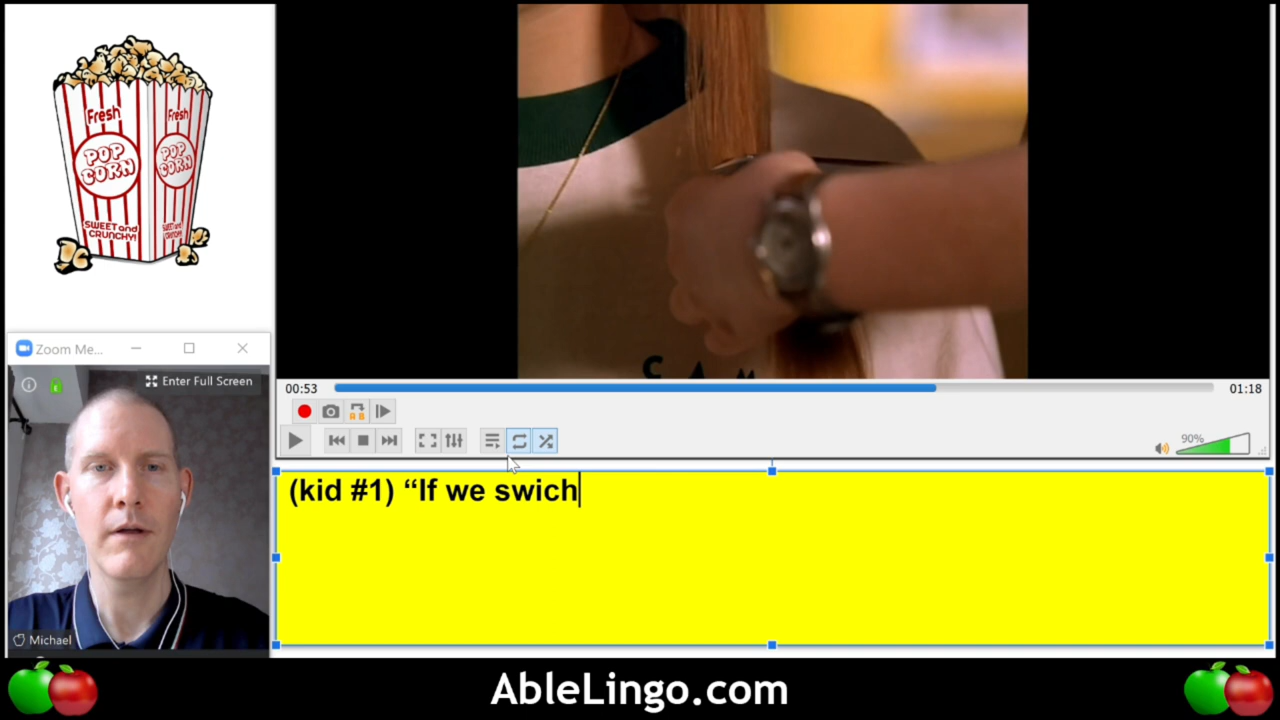 Fresh
Fresh
POP
CORN
POP
CORN
SWEET and
CRUNCHY!
Zoom Me...
Enter Full Screen
Michael
C A M
00:53
01:18
90%
(kid #1) “If we swich
AbleLingo.com